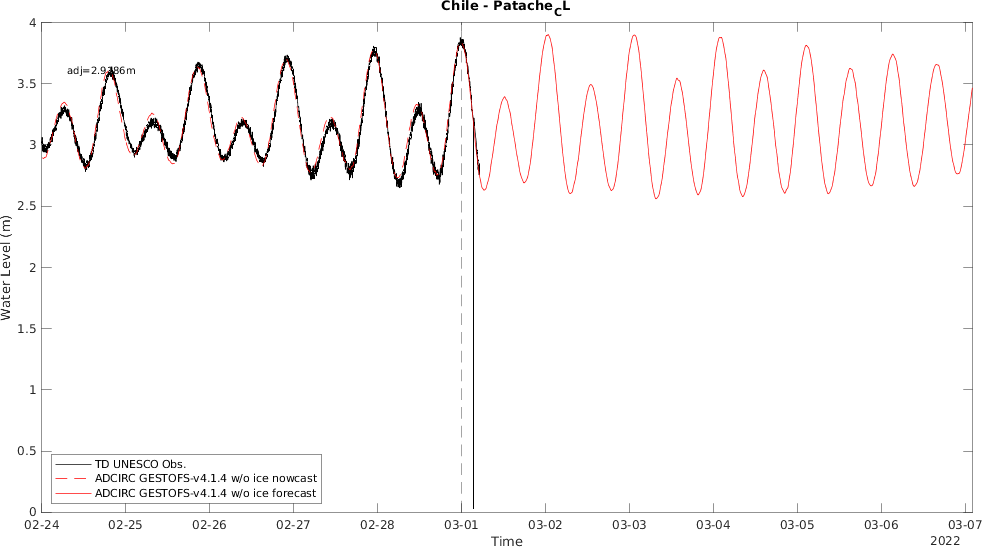 Chile - Patache_CL
4
3.5
3
2.5
2
1.5
1
0.5
0
Water Level (m)
adj=2.9286m
TD UNESCO Obs.
ADCIRC GESTOFS-v4.1.4 w/o ice nowcast
ADCIRC GESTOFS-v4.1.4 w/o ice forecast
02-24 02-25 02-26 02-27 02-28 03-01 03-02 03-03 03-04 03-05 03-06 03-07
Time
2022